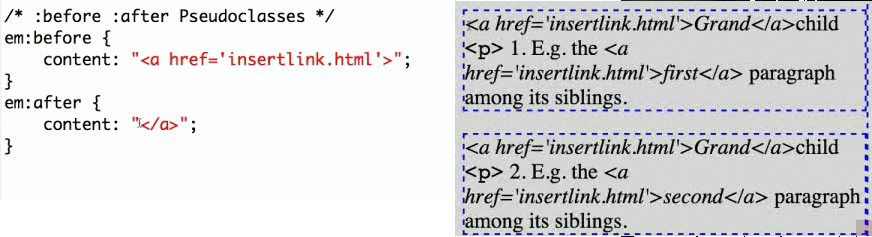 /* :before :after Pseudoclasses */
em:before {
    content: "<a href='insertlink.html'>";
}
em:after {
    content: "</a>";
}
<a href='insertlink.html'>Grand</a>child
<p> 1. E.g. the <a
href='insertlink.html'>first</a> paragraph
among its siblings.
<a href='insertlink.html'>Grand</a>child
<p> 2. E.g. the <a
href='insertlink.html'>second</a> paragraph
among its siblings.